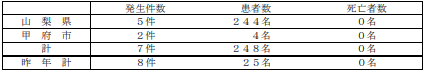 発生件数 患者数 死亡者数
山 梨 県 ５件 ２４４名 ０名
甲 府 市 ２件 ４名 ０名
計 ７件 ２４８名 ０名
昨 年 計 ８件 ２５名 ０名